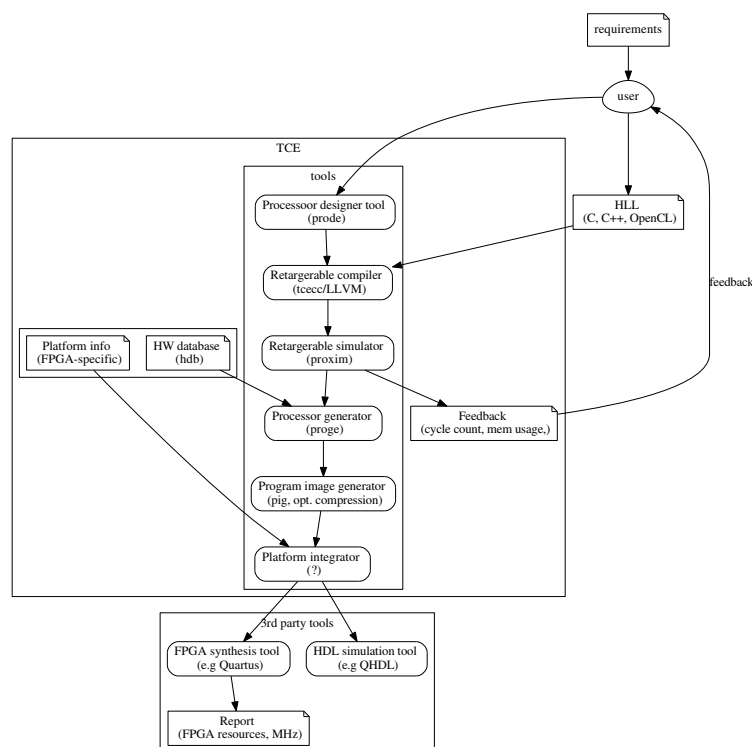 requirements
user
TCE
tools
Processoor designer tool
(prode)
HLL
(C, C++, OpenCL)
Retargerable compiler
(tcecc/LLVM)
feedback
Platform info
(FPGA-specific)
HW database
(hdb)
Retargerable simulator
(proxim)
Processor generator
(proge)
Feedback
(cycle count, mem usage,)
Program image generator
(pig, opt. compression)
Platform integrator
(?)
3rd party tools
FPGA synthesis tool
(e.g Quartus)
HDL simulation tool
(e.g QHDL)
Report
(FPGA resources, MHz)